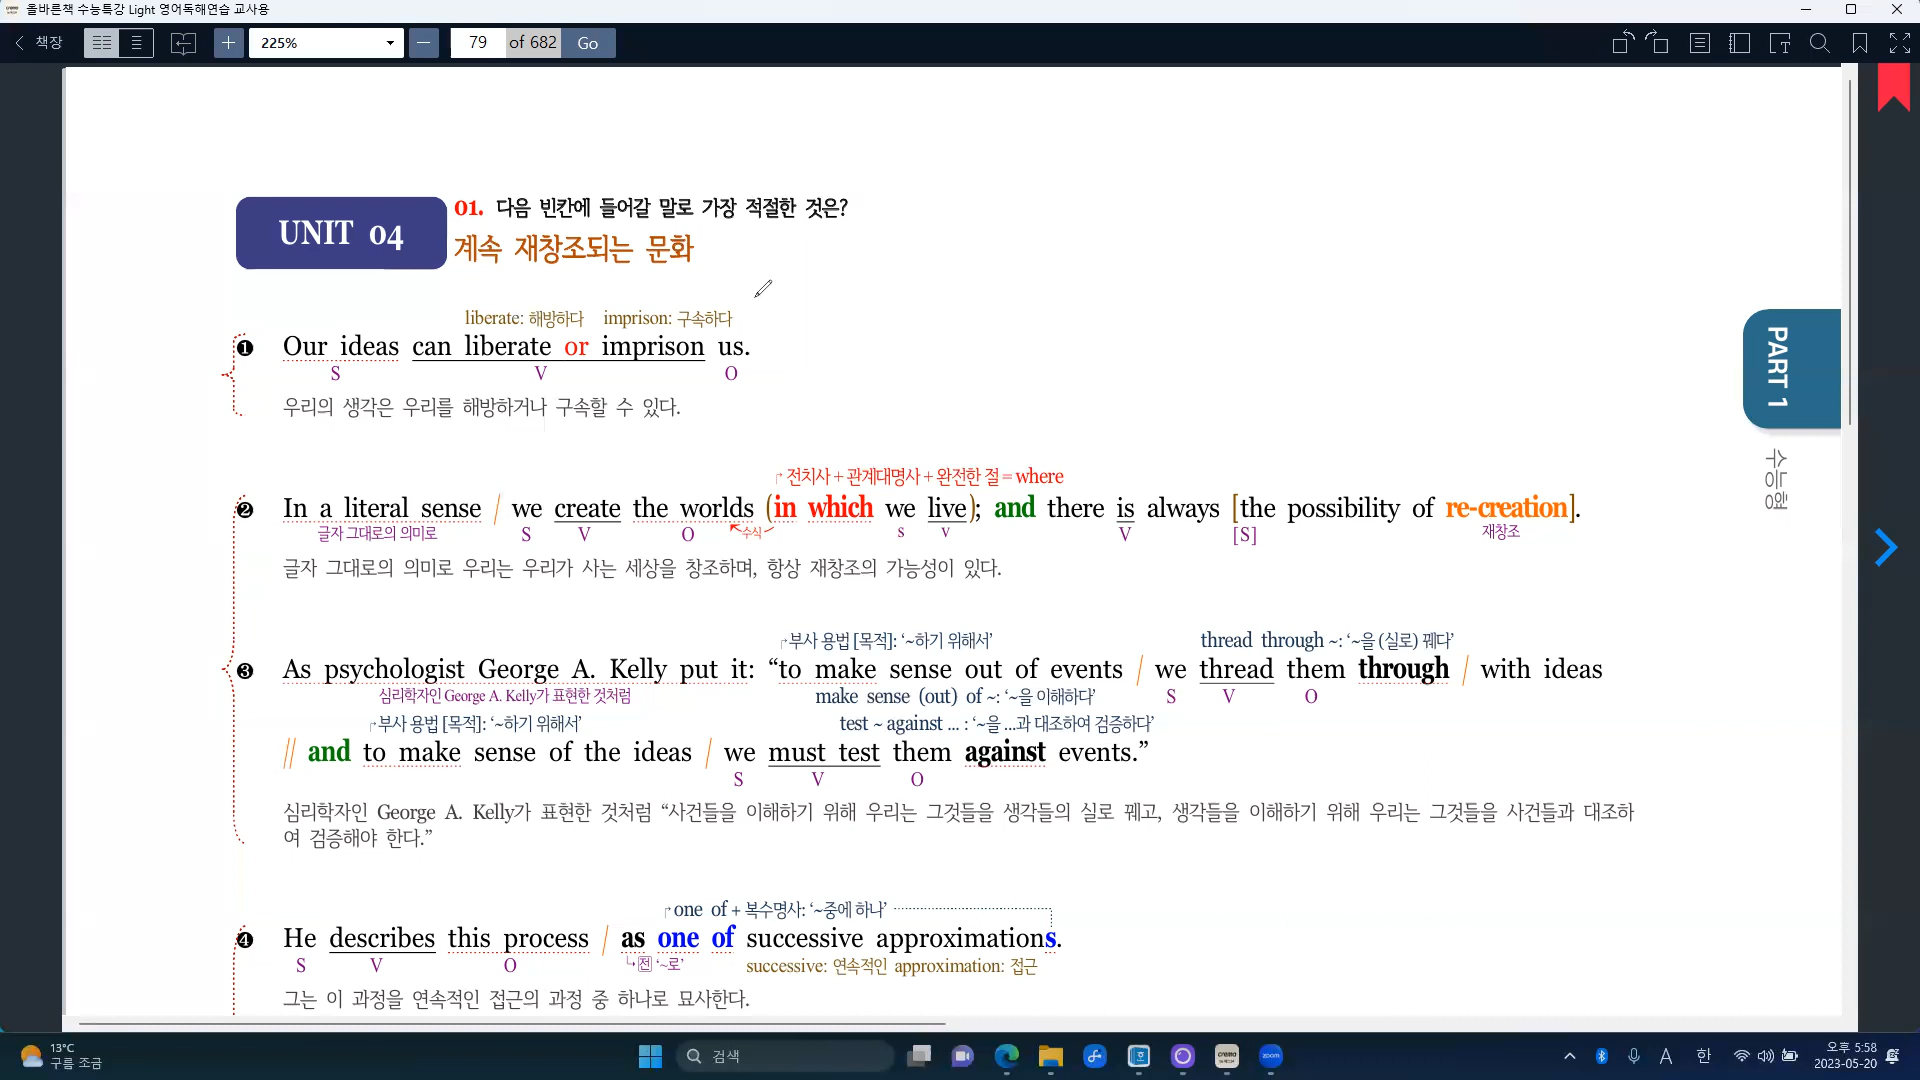 올바른책 수능특강 Light 영어독해연습 교사용
책장
225%
79 of 682 Go
UNIT 04
01. 다음 빈칸에 들어갈 말로 가장 적절한 것은?
계속 재창조되는 문화
liberate: 해방하다 imprison: 구속하다
❶ Our ideas can liberate or imprison us.
S V O
우리의 생각은 우리를 해방하거나 구속할 수 있다.
PART 1
수능형
전치사 + 관계대명사 + 완전한 절 = where
❷ In a literal sense / we create the worlds (in which we live); and there is always [the possibility of re-creation].
글자 그대로의 의미로 S V O 수식 s v V [S] 재창조
글자 그대로의 의미로 우리는 우리가 사는 세상을 창조하며, 항상 재창조의 가능성이 있다.
부사 용법 [목적]: ‘~하기 위해서’ thread through ~: ‘~을 (실로) 꿰다’
❸ As psychologist George A. Kelly put it: “to make sense out of events / we thread them through / with ideas
심리학자인 George A. Kelly가 표현한 것처럼 make sense (out) of ~: ‘~을 이해하다’ S V O
부사 용법 [목적]: ‘~하기 위해서’ test ~ against ... : ‘~을 ...과 대조하여 검증하다’
// and to make sense of the ideas / we must test them against events.”
S V O
심리학자인 George A. Kelly가 표현한 것처럼 “사건들을 이해하기 위해 우리는 그것들을 생각들의 실로 꿰고, 생각들을 이해하기 위해 우리는 그것들을 사건들과 대조하
여 검증해야 한다.”
one of + 복수명사: ‘~중에 하나’
❹ He describes this process / as one of successive approximations.
S V O 전 ‘~로’ successive: 연속적인 approximation: 접근
그는 이 과정을 연속적인 접근의 과정 중 하나로 묘사한다.
13°C
구름 조금
검색
zoom
A 한
오후 5:58
2023-05-20